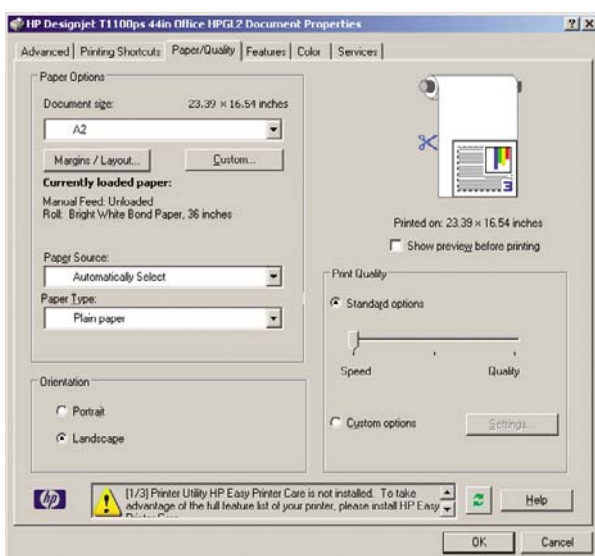 HP Designjet T1100ps 44in Office HPGL2 Document Properties
Advanced Printing Shortcuts Paper/Quality Features Color Services
Paper Options
Document size: 23.39 × 16.54 inches
A2
Margins / Layout... Custom...
Currently loaded paper:
Manual Feed: Unloaded
Roll: Bright White Bond Paper, 36 inches
Paper Source:
Automatically Select
Paper Type:
Plain paper
Orientation
Portrait
Landscape
3
Printed on: 23.39 × 16.54 inches
Show preview before printing
Print Quality
Standard options
Speed Quality
Custom options Settings...
hp
[1/3] Printer Utility HP Easy Printer Care is not installed. To take
advantage of the full feature list of your printer, please install HP Easy
Printer Care
Help
OK Cancel